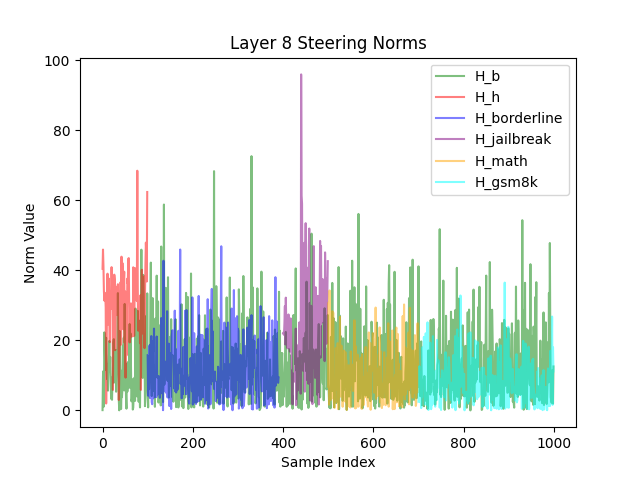 Layer 8 Steering Norms
100
80
60
40
20
0
Norm Value
H_b
H_h
H_borderline
H_jailbreak
H_math
H_gsm8k
0 200 400 600 800 1000
Sample Index